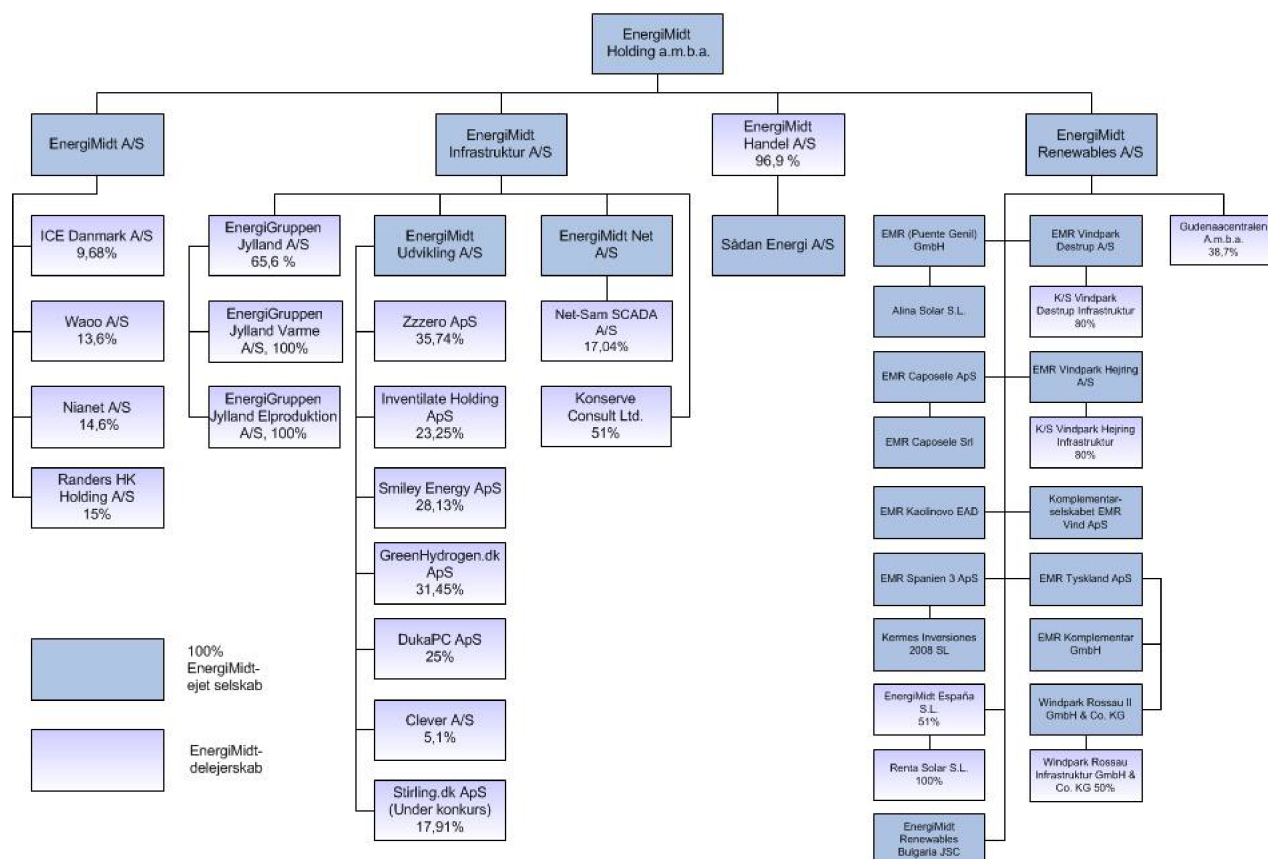 EnergiMidt
Holding a.m.b.a.
EnergiMidt A/S
EnergiMidt
Infrastruktur A/S
EnergiMidt
Handel A/S
96,9 %
EnergiMidt
Renewables A/S
ICE Danmark A/S
9,68%
Waoo A/S
13,6%
Nianet A/S
14,6%
Randers HK
Holding A/S
15%
EnergiGruppen
Jylland A/S
65,6 %
EnergiGruppen
Jylland Varme
A/S, 100%
EnergiGruppen
Jylland Elproduktion
A/S, 100%
EnergiMidt
Udvikling A/S
Zzzero ApS
35,74%
Inventilate Holding
ApS
23,25%
Smiley Energy ApS
28,13%
GreenHydrogen.dk
ApS
31,45%
DukaPC ApS
25%
Clever A/S
5,1%
Stirling.dk ApS
(Under konkurs)
17,91%
EnergiMidt Net
A/S
Net-Sam SCADA
A/S
17,04%
Konserve
Consult Ltd.
51%
Sådan Energi A/S
EMR (Puente Genil)
GmbH
Alina Solar S.L.
EMR Caposele ApS
EMR Caposele Srl
EMR Kaolinovo EAD
EMR Spanien 3 ApS
Kermes Inversiones
2008 SL
EnergiMidt España
S.L.
51%
Renta Solar S.L.
100%
EnergiMidt
Renewables
Bulgaria JSC
EMR Vindpark
Døstrup A/S
K/S Vindpark
Døstrup Infrastruktur
80%
EMR Vindpark Hejring
A/S
K/S Vindpark Hejring
Infrastruktur
80%
Komplementar-
selskabet EMR
Vind ApS
EMR Tyskland ApS
EMR Komplementar
GmbH
Windpark Rossau II
GmbH & Co. KG
Windpark Rossau
Infrastruktur GmbH &
Co. KG 50%
Gudenaacentralen
A.m.b.a.
38,7%
100%
EnergiMidt-
ejet selskab
EnergiMidt-
delejerskab